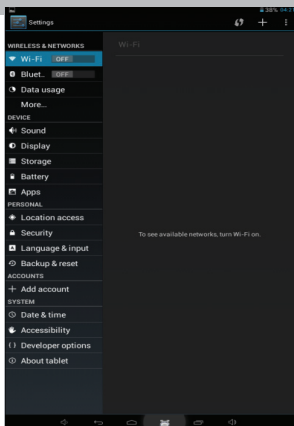 38% 04:21
Settings
WIRELESS & NETWORKS
Wi-Fi OFF
Wi-Fi
Bluet.. OFF
Data usage
More...
DEVICE
Sound
Display
Storage
Battery
Apps
PERSONAL
Location access
Security
To see available networks, turn Wi-Fi on.
Language & input
Backup & reset
ACCOUNTS
Add account
SYSTEM
Date & time
Accessibility
Developer options
About tablet